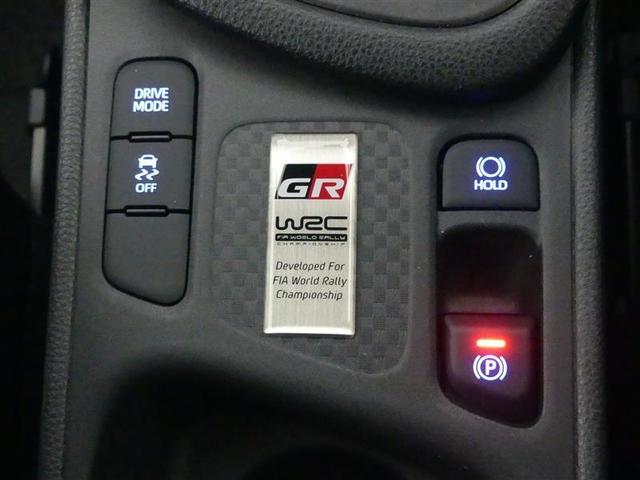 DRIVE
MODE
OFF
GR
WRC
FIA WORLD RALLY
CHAMPIONSHIP
Developed For
FIA World Rally
Championship
HOLD
P